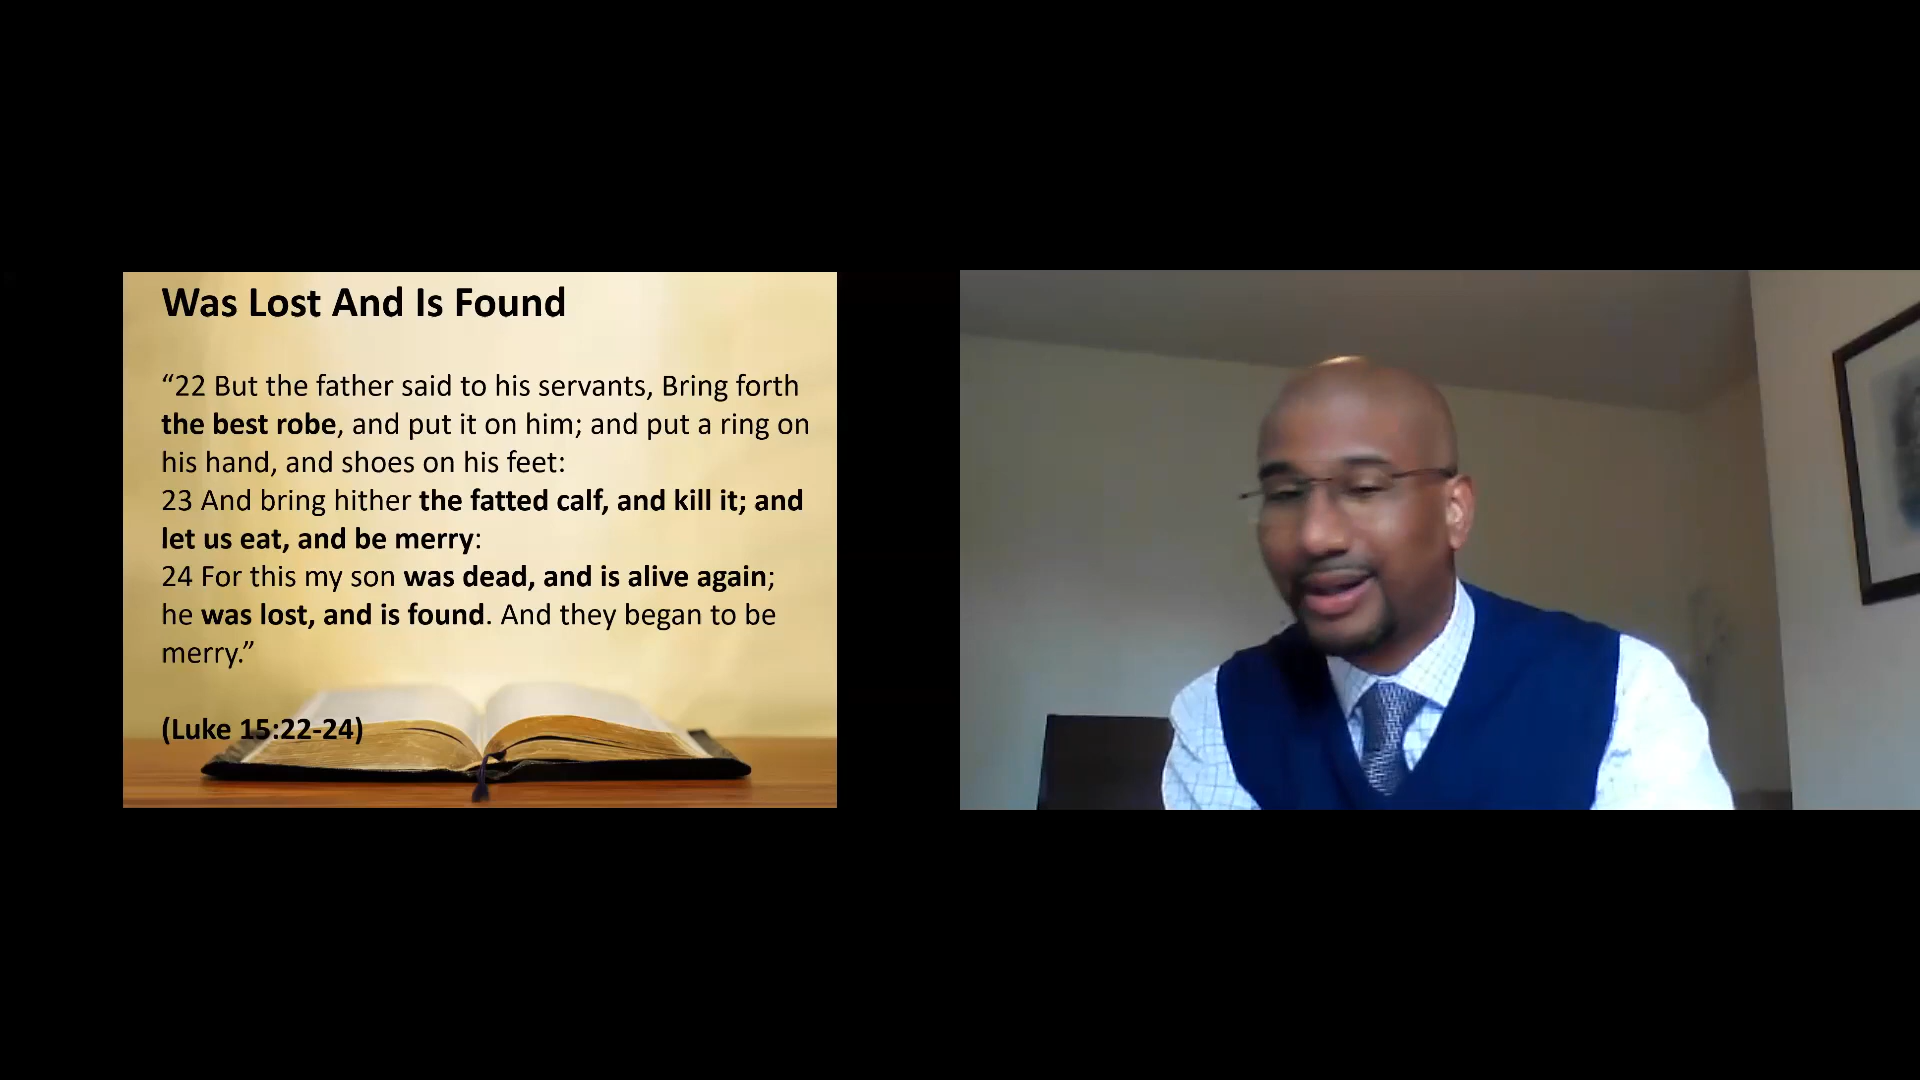 Was Lost And Is Found
“22 But the father said to his servants, Bring forth
the best robe, and put it on him; and put a ring on
his hand, and shoes on his feet:
23 And bring hither the fatted calf, and kill it; and
let us eat, and be merry:
24 For this my son was dead, and is alive again;
he was lost, and is found. And they began to be
merry.”
(Luke 15:22-24)